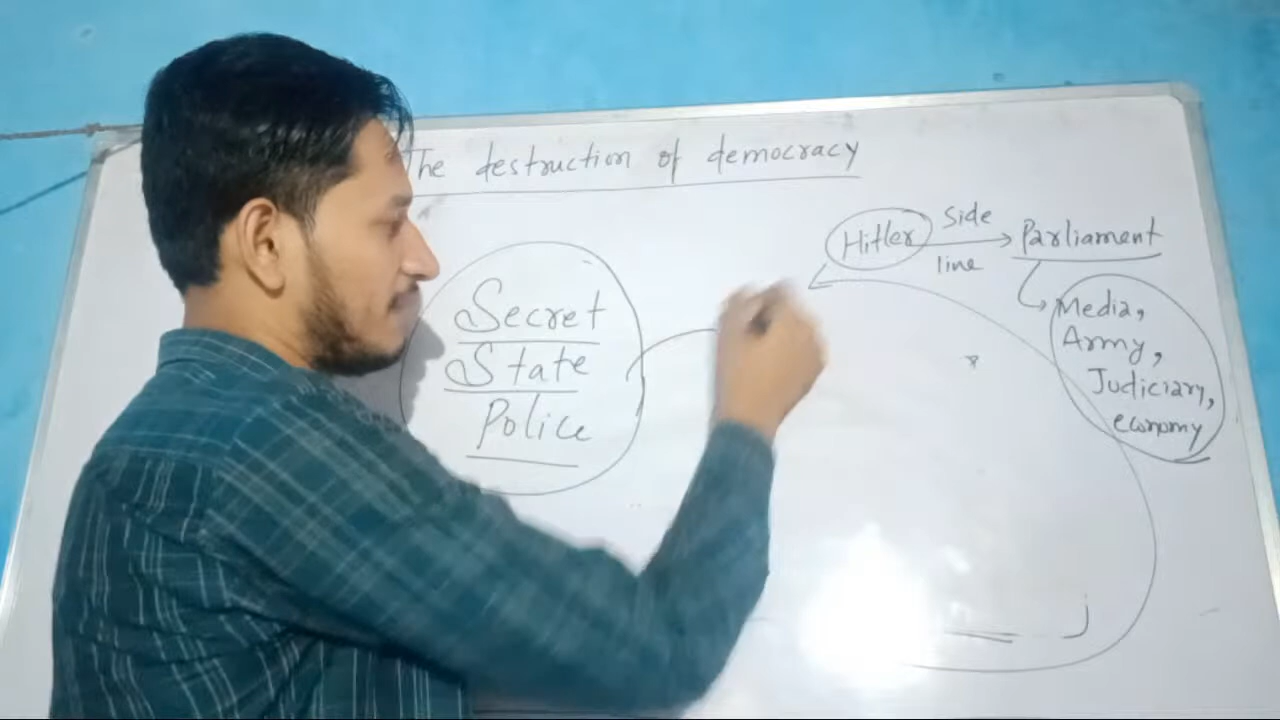 The destruction of democracy
Secret
State
Police
Hitler
Side
line
Parliament
Media,
Army,
Judiciary,
economy